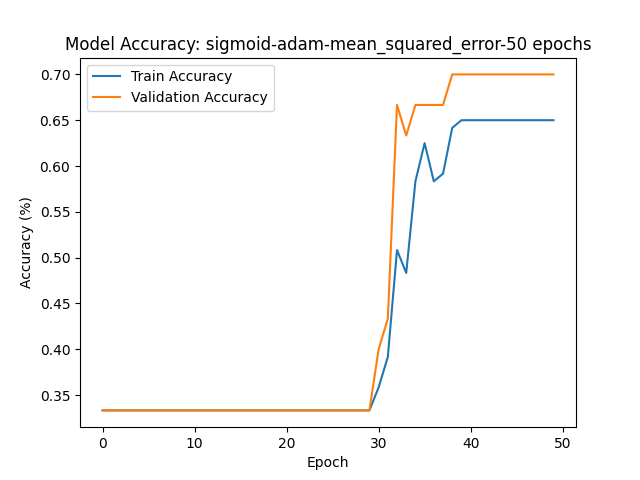 Model Accuracy: sigmoid-adam-mean_squared_error-50 epochs
Train Accuracy
Validation Accuracy
0.70
0.65
0.60
0.55
0.50
0.45
0.40
0.35
Accuracy (%)
0 10 20 30 40 50
Epoch